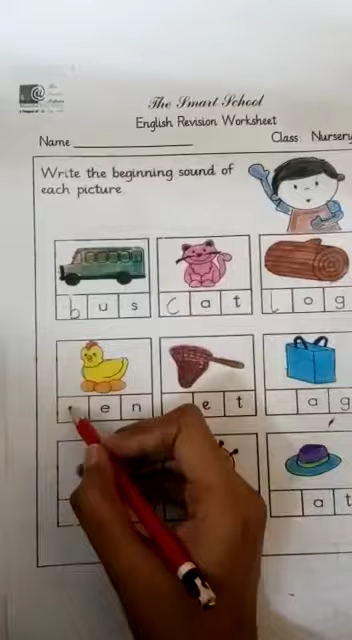 The Smart School
English Revision Worksheet
Name
Class: Nursery
Write the beginning sound of
each picture
b u s
c a t
l o g
e n
e t
a g
a t